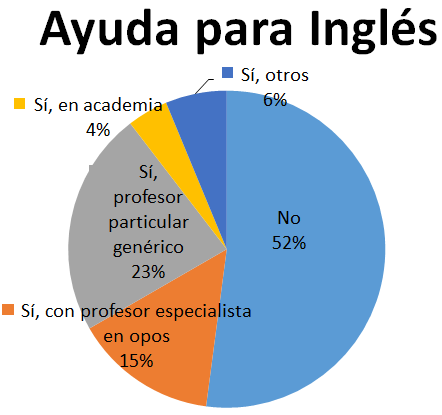 Ayuda para Inglés
Sí, otros
6%
Sí, en academia
4%
Sí,
profesor
particular
genérico
23%
No
52%
Sí, con profesor especialista
en opos
15%